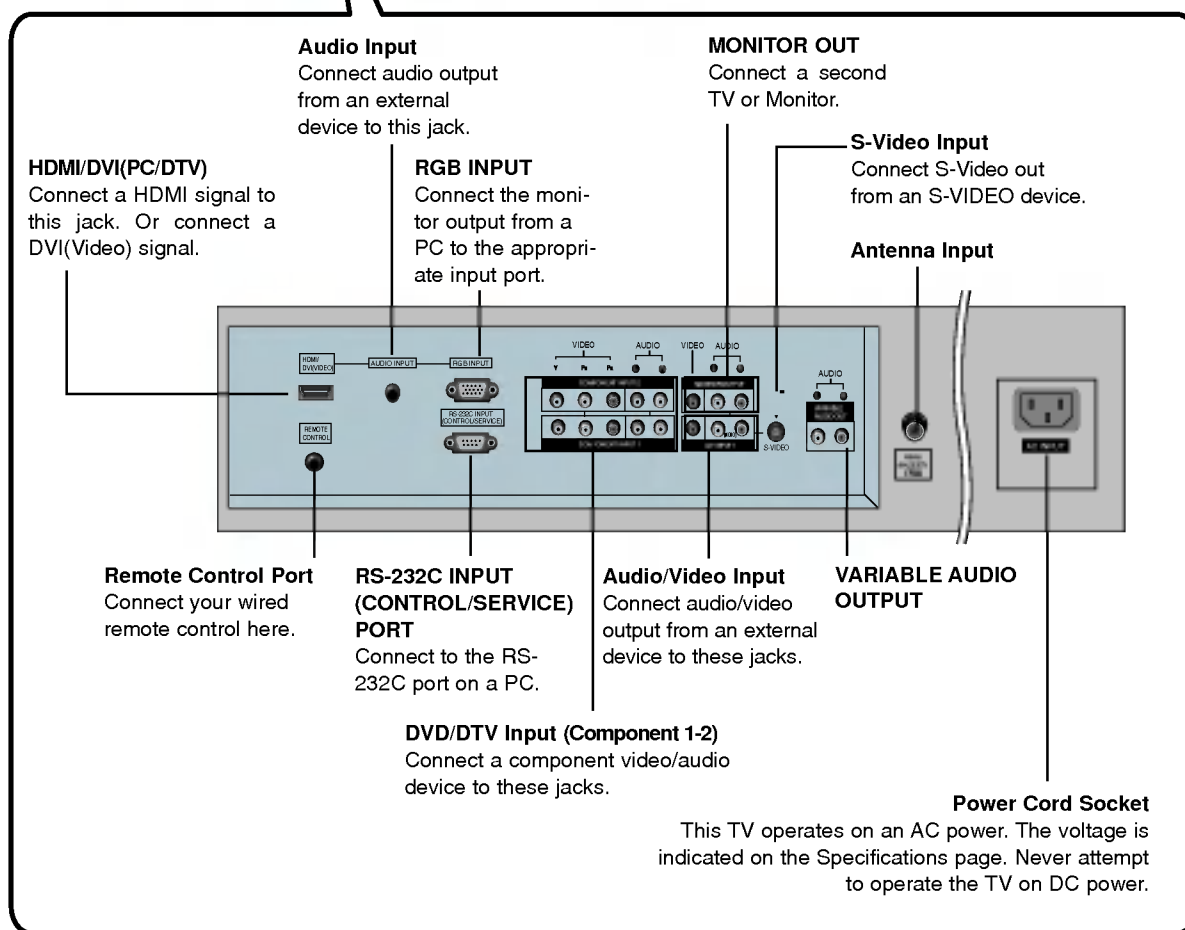 Audio Input
Connect audio output
from an external
device to this jack.
MONITOR OUT
Connect a second
TV or Monitor.
S-Video Input
Connect S-Video out
from an S-VIDEO device.
HDMI/DVI(PC/DTV)
Connect a HDMI signal to
this jack. Or connect a
DVI(Video) signal.
RGB INPUT
Connect the moni-
tor output from a
PC to the appropri-
ate input port.
Antenna Input
HDMI/
DVI(VIDEO)
AUDIO INPUT
RGB INPUT
VIDEO
AUDIO
VIDEO
AUDIO
AUDIO
RS-232C INPUT
(CONTROL/SERVICE)
REMOTE
CONTROL
S-VIDEO
AC INPUT
Remote Control Port
Connect your wired
remote control here.
RS-232C INPUT
(CONTROL/SERVICE)
PORT
Connect to the RS-
232C port on a PC.
Audio/Video Input
Connect audio/video
output from an external
device to these jacks.
VARIABLE AUDIO
OUTPUT
DVD/DTV Input (Component 1-2)
Connect a component video/audio
device to these jacks.
Power Cord Socket
This TV operates on an AC power. The voltage is
indicated on the Specifications page. Never attempt
to operate the TV on DC power.